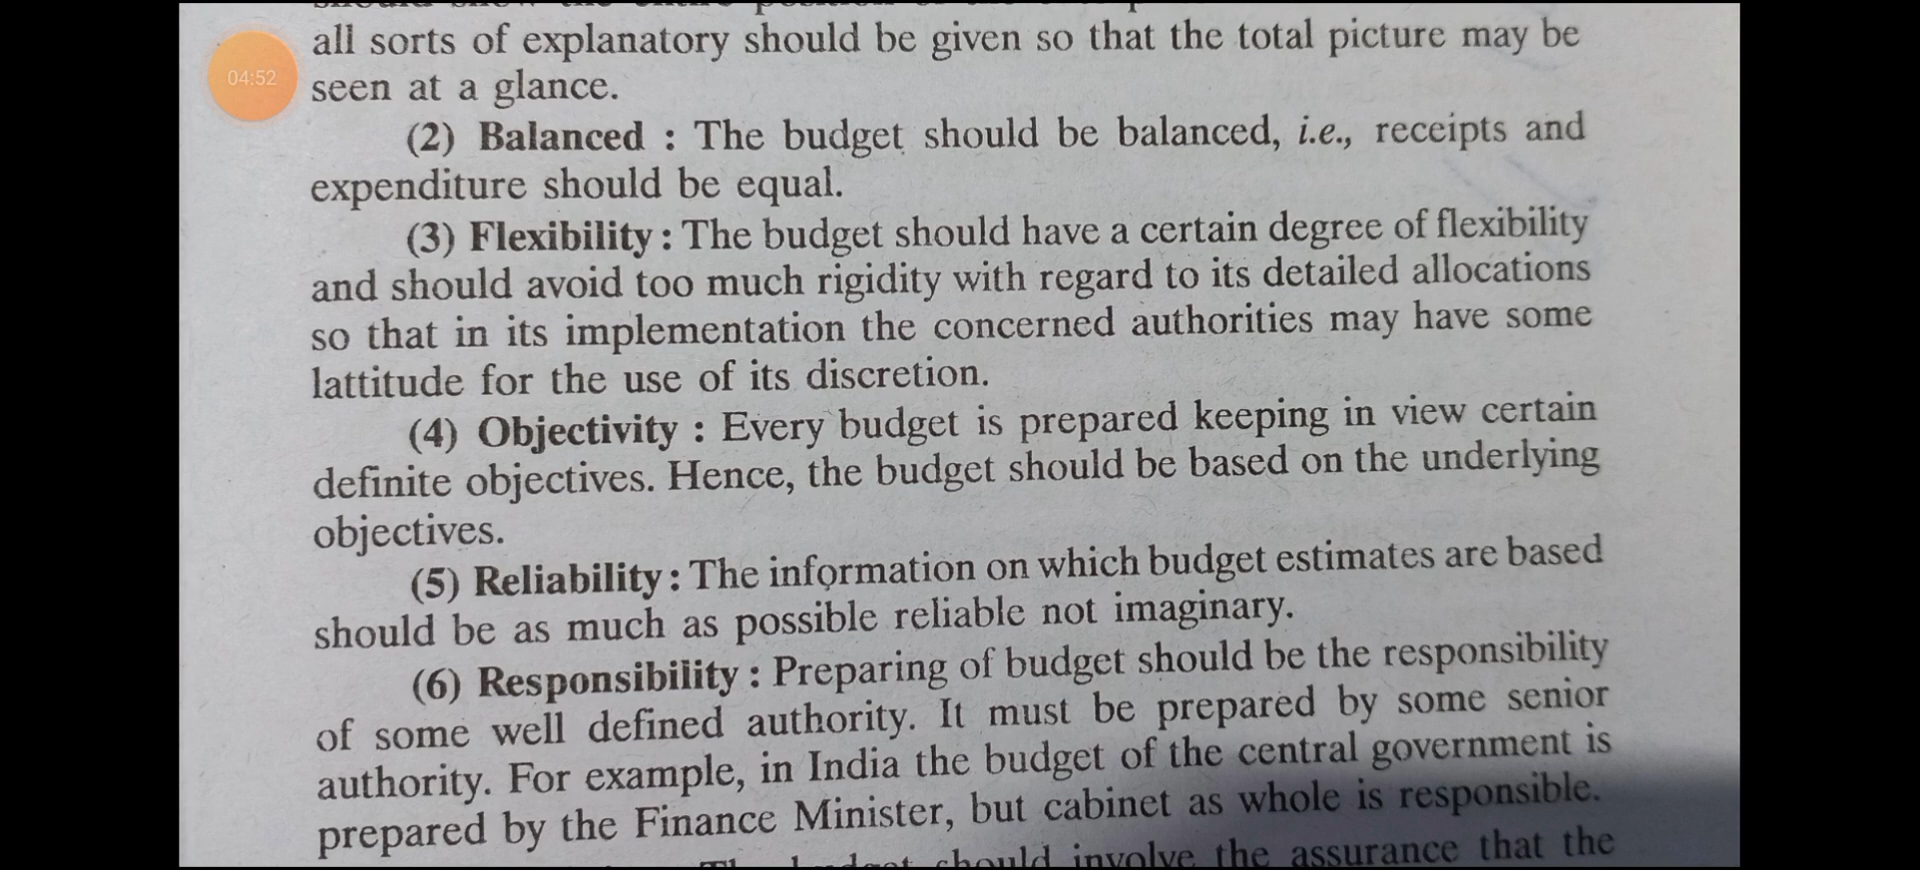 all sorts of explanatory should be given so that the total picture may be
04:52
seen at a glance.
(2) Balanced : The budget should be balanced, i.e., receipts and
expenditure should be equal.
(3) Flexibility : The budget should have a certain degree of flexibility
and should avoid too much rigidity with regard to its detailed allocations
so that in its implementation the concerned authorities may have some
lattitude for the use of its discretion.
(4) Objectivity : Every budget is prepared keeping in view certain
definite objectives. Hence, the budget should be based on the underlying
objectives.
(5) Reliability : The information on which budget estimates are based
should be as much as possible reliable not imaginary.
(6) Responsibility : Preparing of budget should be the responsibility
of some well defined authority. It must be prepared by some senior
authority. For example, in India the budget of the central government is
prepared by the Finance Minister, but cabinet as whole is responsible.
should involve the assurance that the